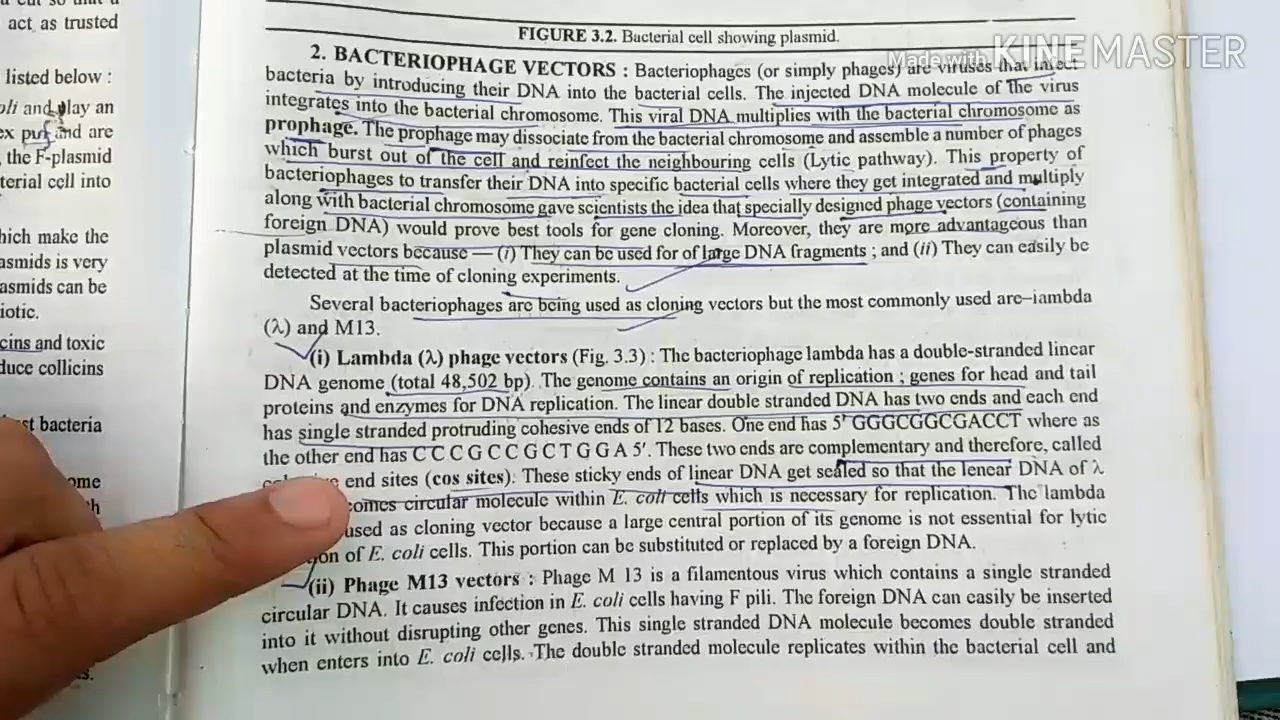 act as trusted
listed below :
oli and play an
ex put and are
the F-plasmid
terial cell into
hich make the
asmids is very
asmids can be
iotic.
cins and toxic
duce collicins
st bacteria
ome
FIGURE 3.2. Bacterial cell showing plasmid.
Made with KINEMASTER
2. BACTERIOPHAGE VECTORS : Bacteriophages (or simply phages) are viruses that infect
bacteria by introducing their DNA into the bacterial cells. The injected DNA molecule of the virus
integrates into the bacterial chromosome. This viral DNA multiplies with the bacterial chromosome as
prophage. The prophage may dissociate from the bacterial chromosome and assemble a number of phages
which burst out of the cell and reinfect the neighbouring cells (Lytic pathway). This property of
bacteriophages to transfer their DNA into specific bacterial cells where they get integrated and multiply
along with bacterial chromosome gave scientists the idea that specially designed phage vectors (containing
foreign DNA) would prove best tools for gene cloning. Moreover, they are more advantageous than
plasmid vectors because — (i) They can be used for of large DNA fragments ; and (ii) They can easily be
detected at the time of cloning experiments.
Several bacteriophages are being used as cloning vectors but the most commonly used are–lambda
(λ) and M13.
(i) Lambda (λ) phage vectors (Fig. 3.3) : The bacteriophage lambda has a double-stranded linear
DNA genome (total 48,502 bp). The genome contains an origin of replication ; genes for head and tail
proteins and enzymes for DNA replication. The linear double stranded DNA has two ends and each end
has single stranded protruding cohesive ends of 12 bases. One end has 5' GGGCGGCGACCT where as
the other end has C C C G C C G C T G G A 5'. These two ends are complementary and therefore, called
end sites (cos sites). These sticky ends of linear DNA get sealed so that the lenear DNA of λ
comes circular molecule within E. coli cells which is necessary for replication. The lambda
used as cloning vector because a large central portion of its genome is not essential for lytic
on of E. coli cells. This portion can be substituted or replaced by a foreign DNA.
(ii) Phage M13 vectors : Phage M 13 is a filamentous virus which contains a single stranded
circular DNA. It causes infection in E. coli cells having F pili. The foreign DNA can easily be inserted
into it without disrupting other genes. This single stranded DNA molecule becomes double stranded
when enters into E. coli cells. The double stranded molecule replicates within the bacterial cell and